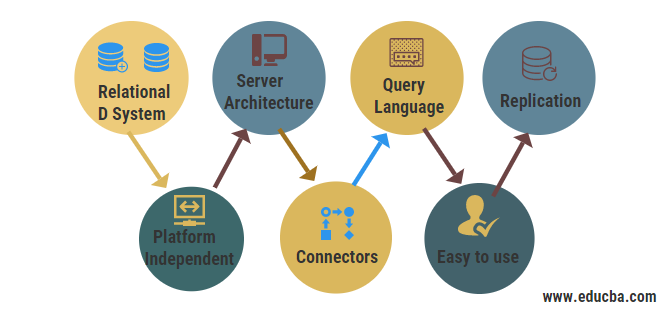 Relational
D System
Server
Architecture
Query
Language
Replication
Platform
Independent
Connectors
Easy to use
www.educba.com